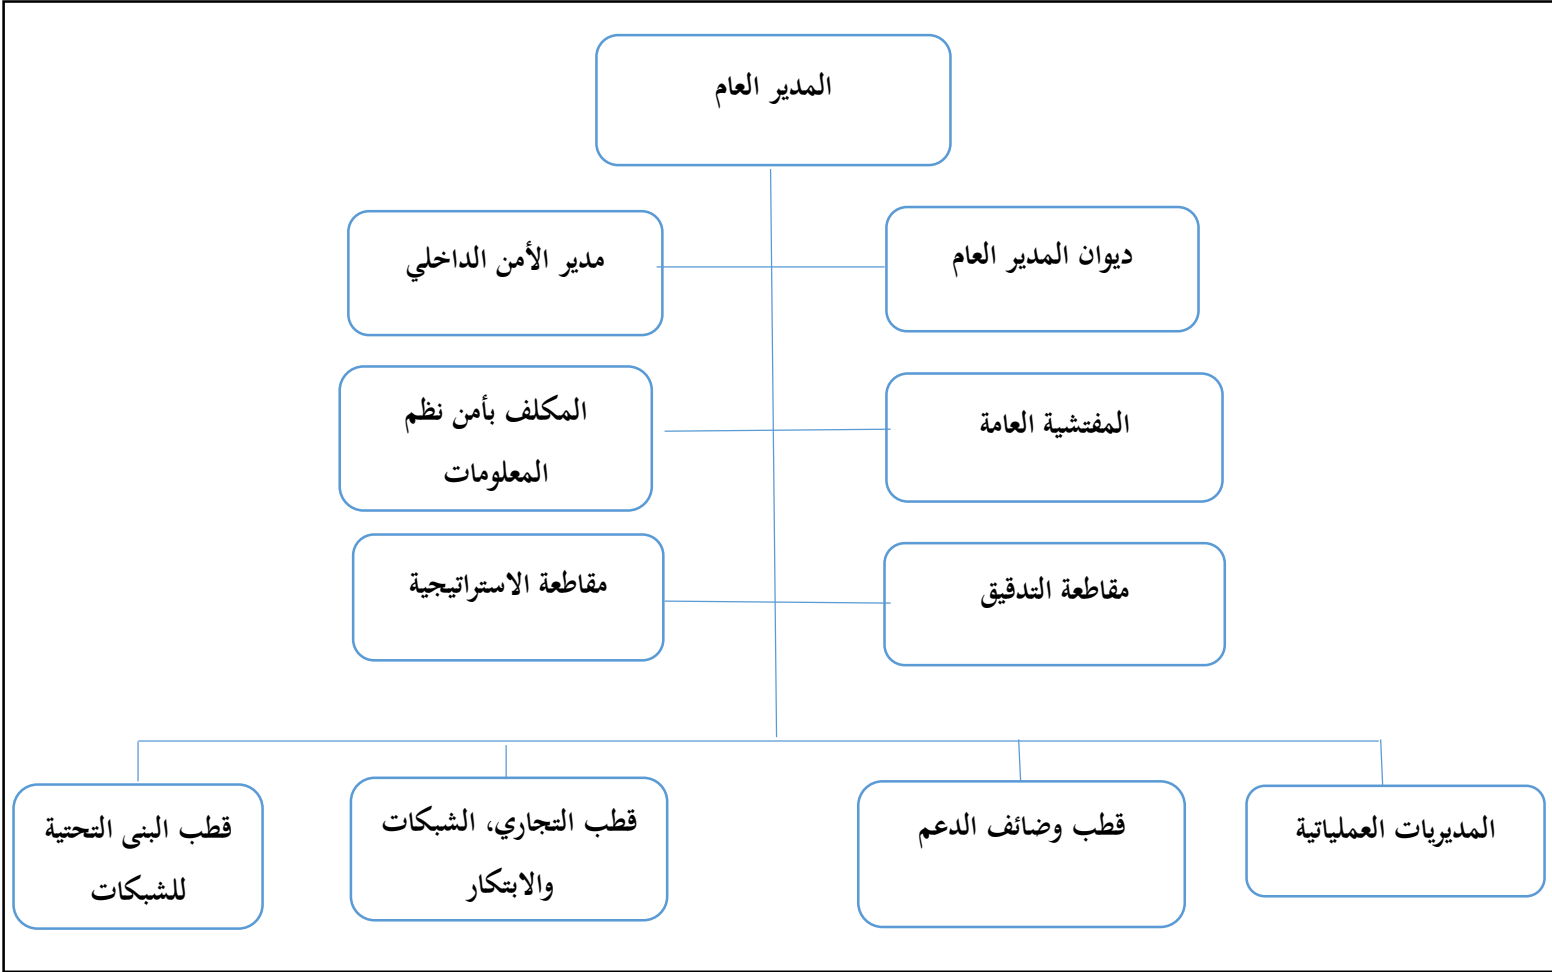 المدير العام
ديوان المدير العام
مدير الأمن الداخلي
المفتشية العامة
المكلف بأمن نظم
المعلومات
مقاطعة التدقيق
مقاطعة الاستراتيجية
المديريات العملياتية
قطب وضائف الدعم
قطب التجاري، الشبكات
والابتكار
قطب البنى التحتية
للشبكات